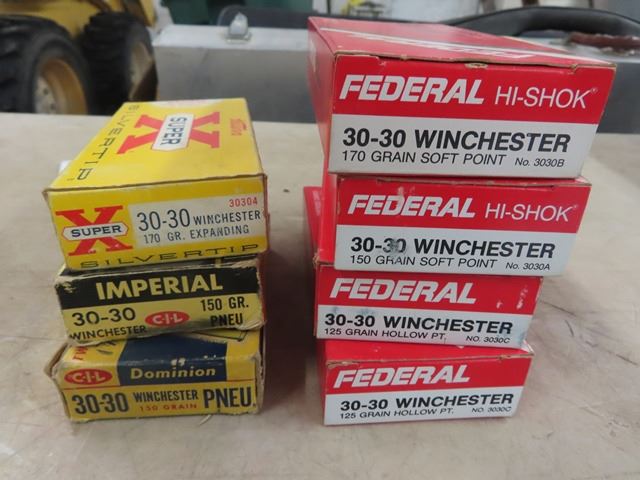 X
SUPER
SILVERTIP
X
SUPER
30304
30-30 WINCHESTER
170 GR. EXPANDING
SILVERTIP
IMPERIAL
30-30
WINCHESTER
C-I-L
150 GR.
PNEU
C-I-L Dominion
30-30 WINCHESTER PNEU.
150 GRAIN
FEDERAL HI-SHOK®
30-30 WINCHESTER
170 GRAIN SOFT POINT No. 3030B
FEDERAL HI-SHOK®
30-30 WINCHESTER
150 GRAIN SOFT POINT No. 3030A
FEDERAL
30-30 WINCHESTER
125 GRAIN HOLLOW PT. NO. 3030C
FEDERAL
30-30 WINCHESTER
125 GRAIN HOLLOW PT. NO. 3030C